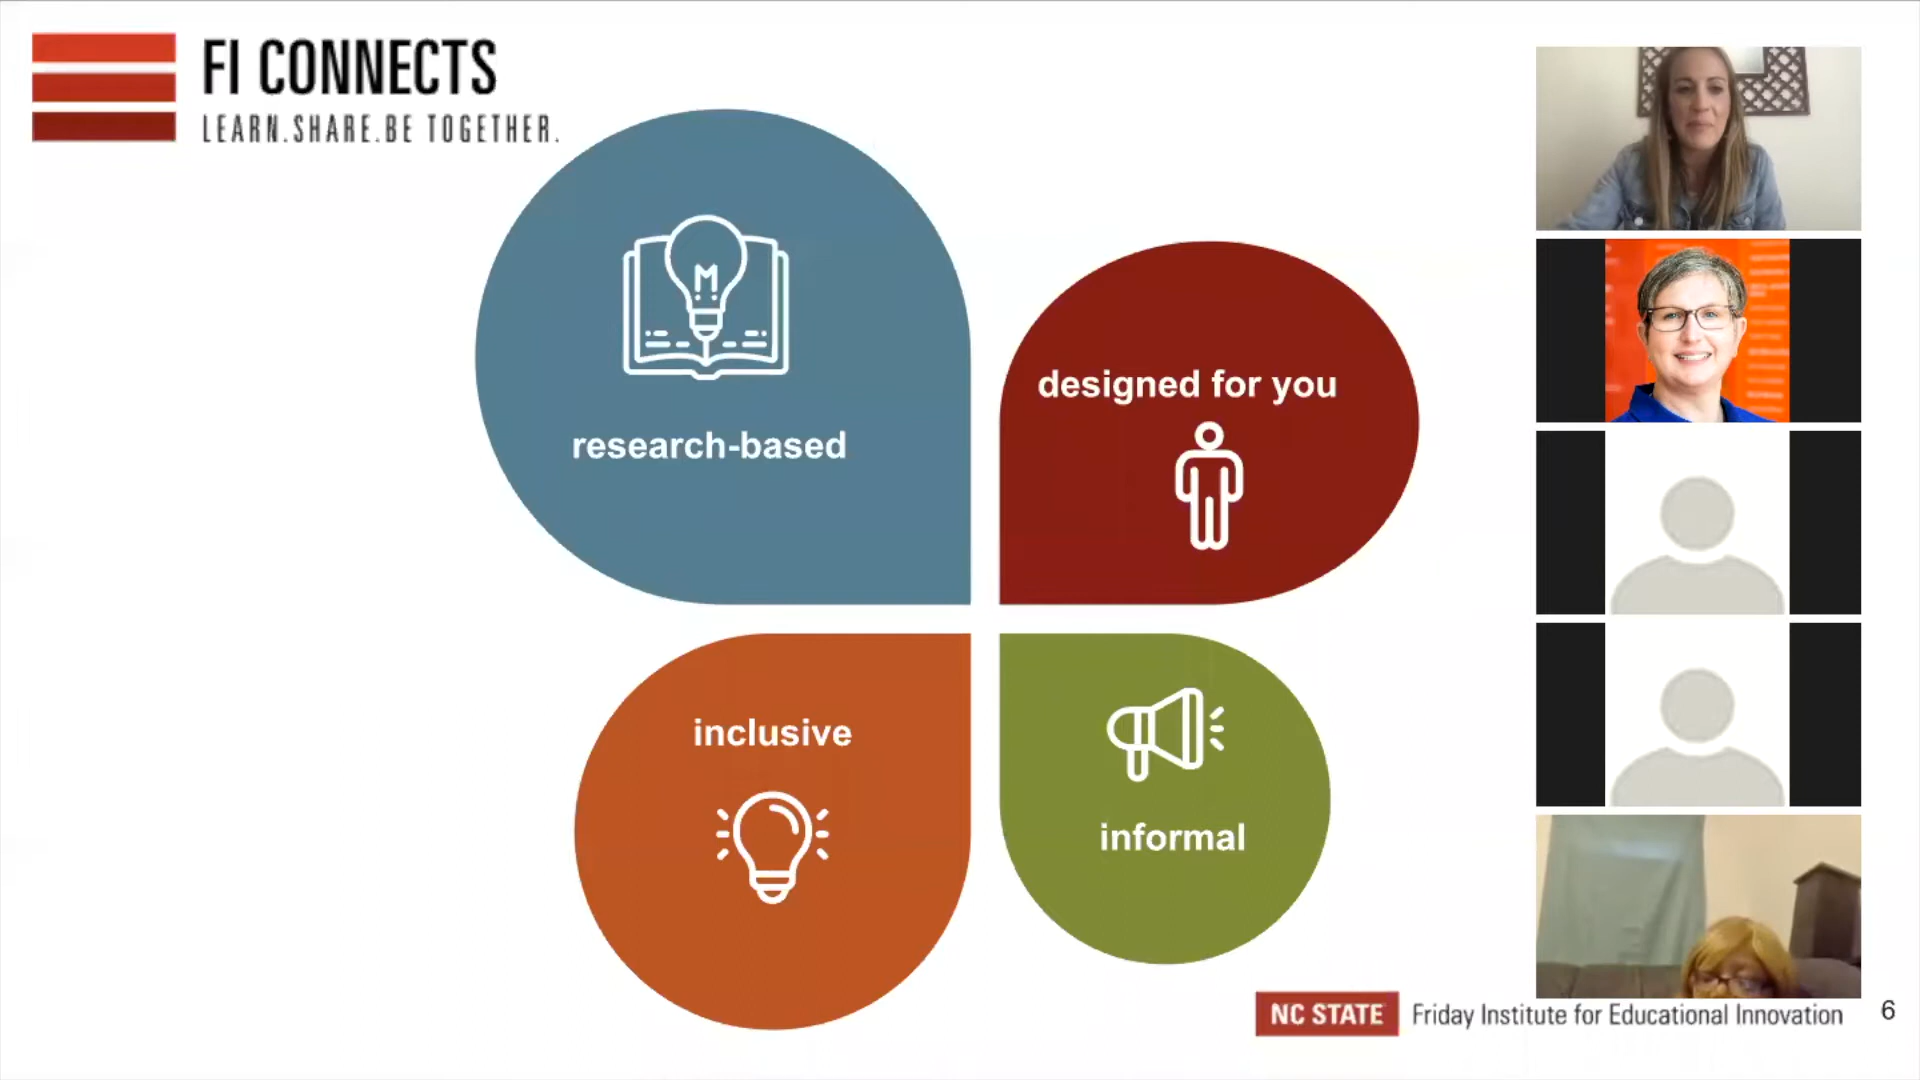 FI CONNECTS
LEARN.SHARE.BE TOGETHER.
research-based
designed for you
inclusive
informal
NC STATE Friday Institute for Educational Innovation
6